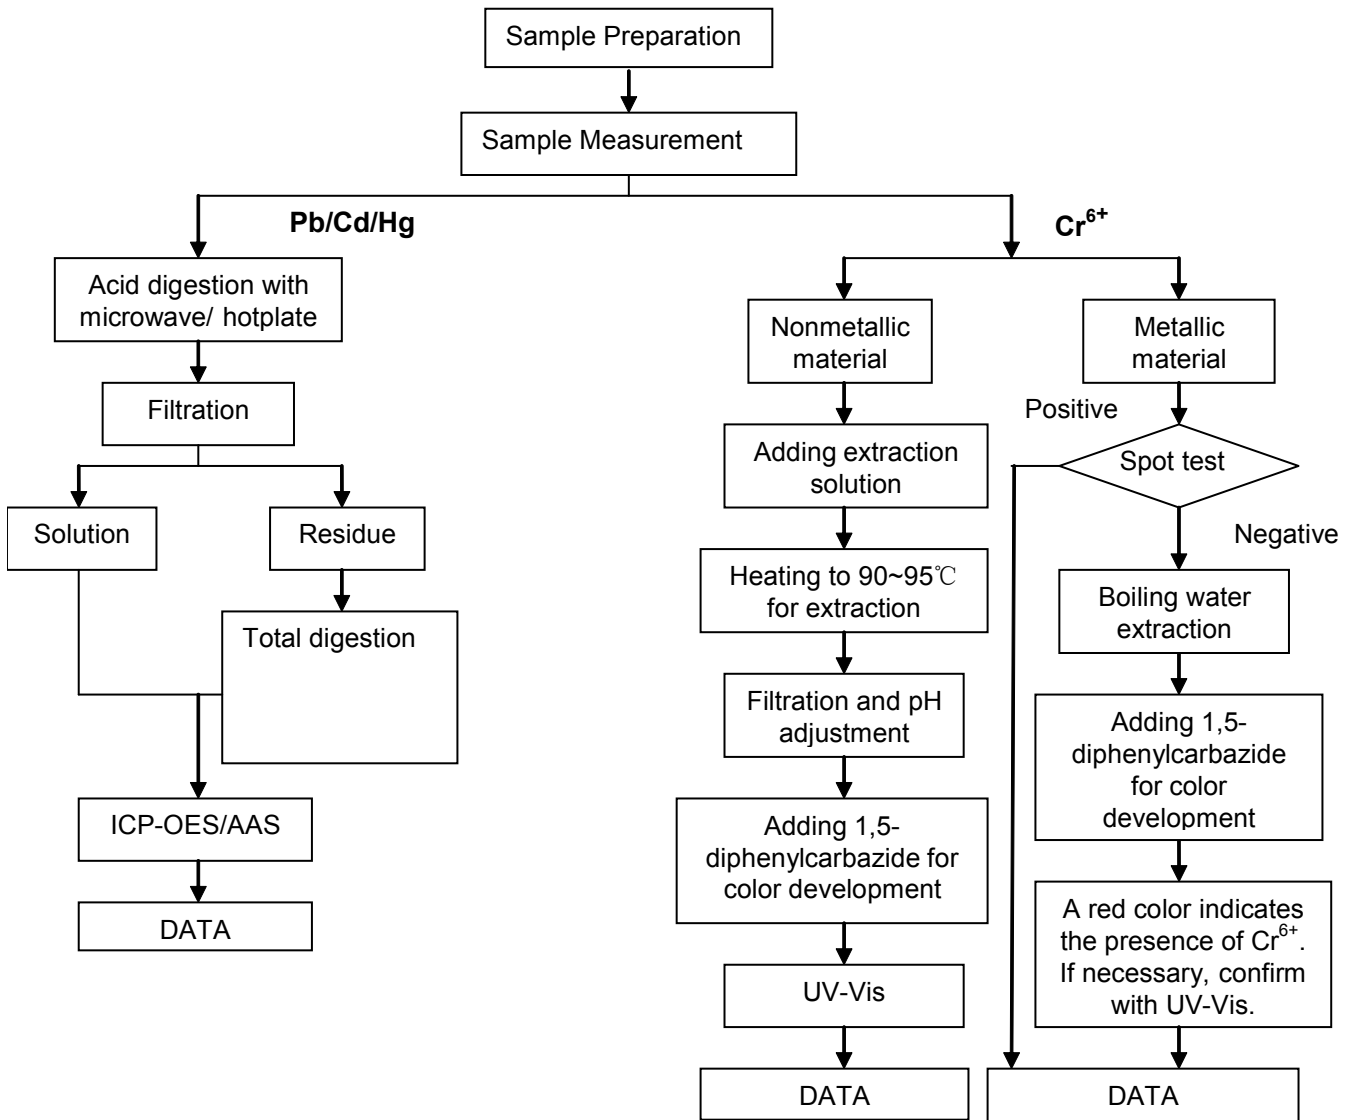 Sample Preparation
Sample Measurement
Pb/Cd/Hg
Cr⁶⁺
Acid digestion with
microwave/ hotplate
Filtration
Solution
Residue
Total digestion
ICP-OES/AAS
DATA
Nonmetallic
material
Adding extraction
solution
Heating to 90~95℃
for extraction
Filtration and pH
adjustment
Adding 1,5-
diphenylcarbazide for
color development
UV-Vis
DATA
Metallic
material
Positive
Spot test
Negative
Boiling water
extraction
Adding 1,5-
diphenylcarbazide
for color
development
A red color indicates
the presence of Cr⁶⁺.
If necessary, confirm
with UV-Vis.
DATA